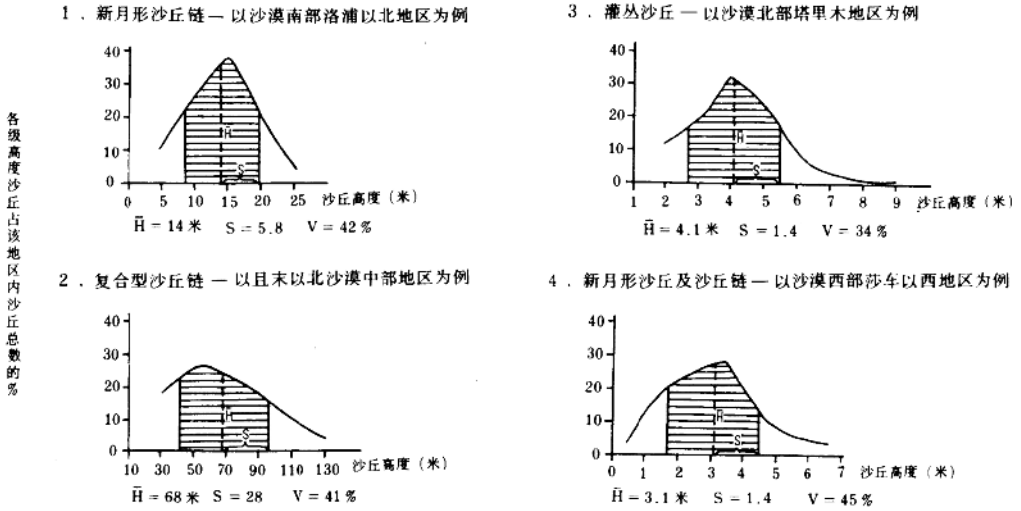 各级高度沙丘占该地区内沙丘总数的%
1．新月形沙丘链—以沙漠南部洛浦以北地区为例
40
30
20
10
0
0 5 10 15 20 25 沙丘高度（米）
H̄
S
H̄ = 14米 S = 5.8 V = 42%
2．复合型沙丘链—以且末以北沙漠中部地区为例
40
30
20
10
0
10 30 50 70 90 110 130 沙丘高度（米）
H̄
S
H̄ = 68米 S = 28 V = 41%
3．灌丛沙丘—以沙漠北部塔里木地区为例
40
30
20
10
0
1 2 3 4 5 6 7 8 9 沙丘高度（米）
H̄
S
H̄ = 4.1米 S = 1.4 V = 34%
4．新月形沙丘及沙丘链—以沙漠西部莎车以西地区为例
40
30
20
10
0
0 1 2 3 4 5 6 7 沙丘高度（米）
H̄
S
H̄ = 3.1米 S = 1.4 V = 45%